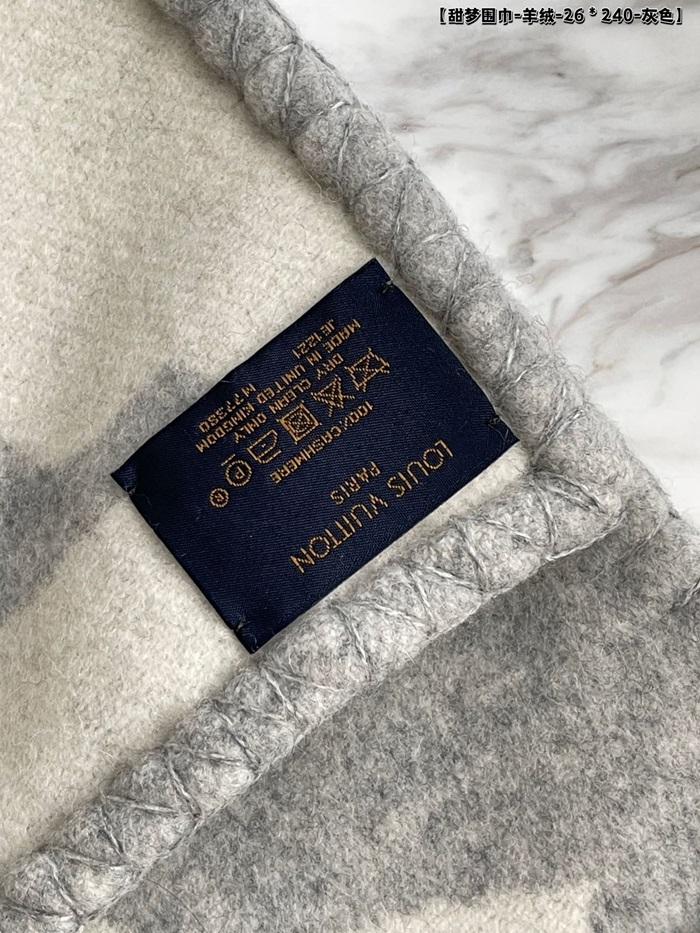 【甜梦围巾-羊绒-26 * 240-灰色】
LOUIS VUITTON
PARIS
100%CASHMERE
DRY CLEAN ONLY
MADE IN UNITED KINGDOM
JE1221